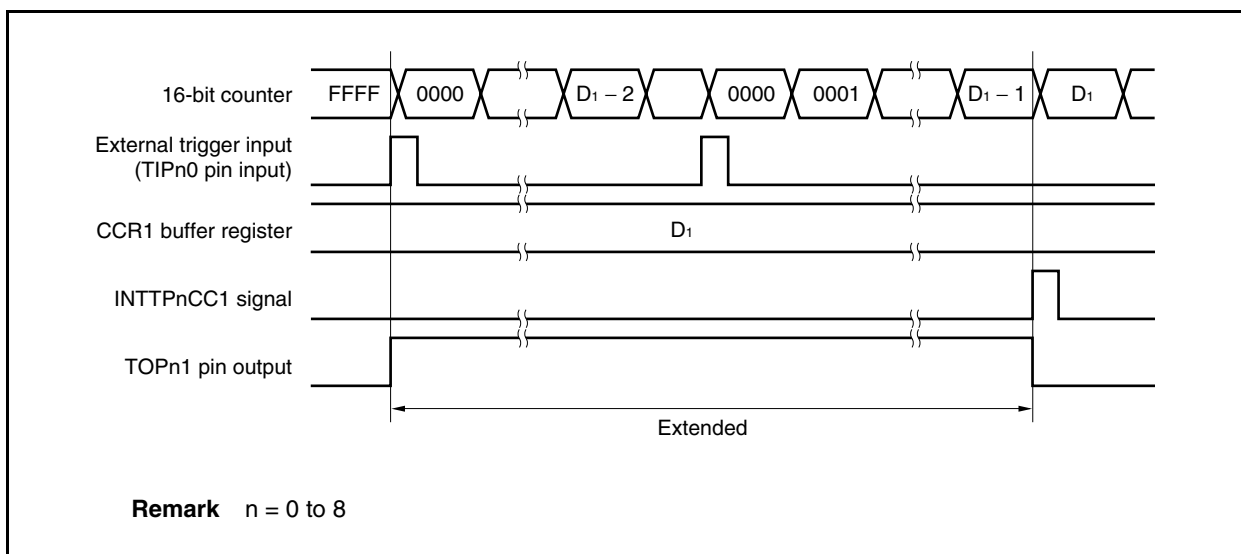 16-bit counter FFFF 0000 D₁ – 2 0000 0001 D₁ – 1 D₁
External trigger input
(TIPn0 pin input)
CCR1 buffer register D₁
INTTPnCC1 signal
TOPn1 pin output
Extended
Remark n = 0 to 8